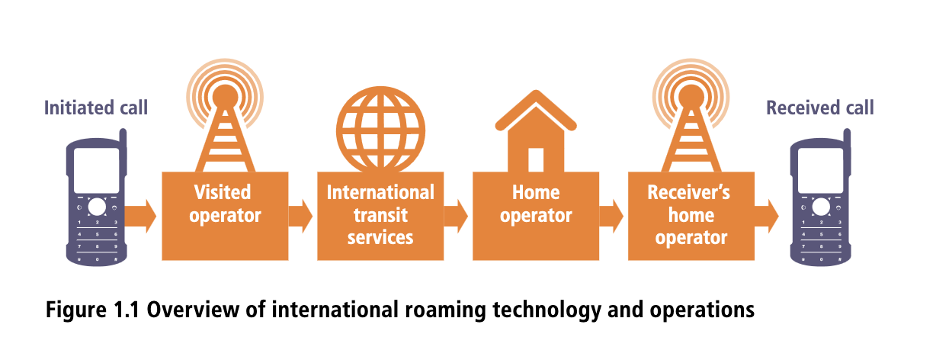 Initiated call
Received call
Visited
operator
International
transit
services
Home
operator
Receiver's
home
operator
Figure 1.1 Overview of international roaming technology and operations